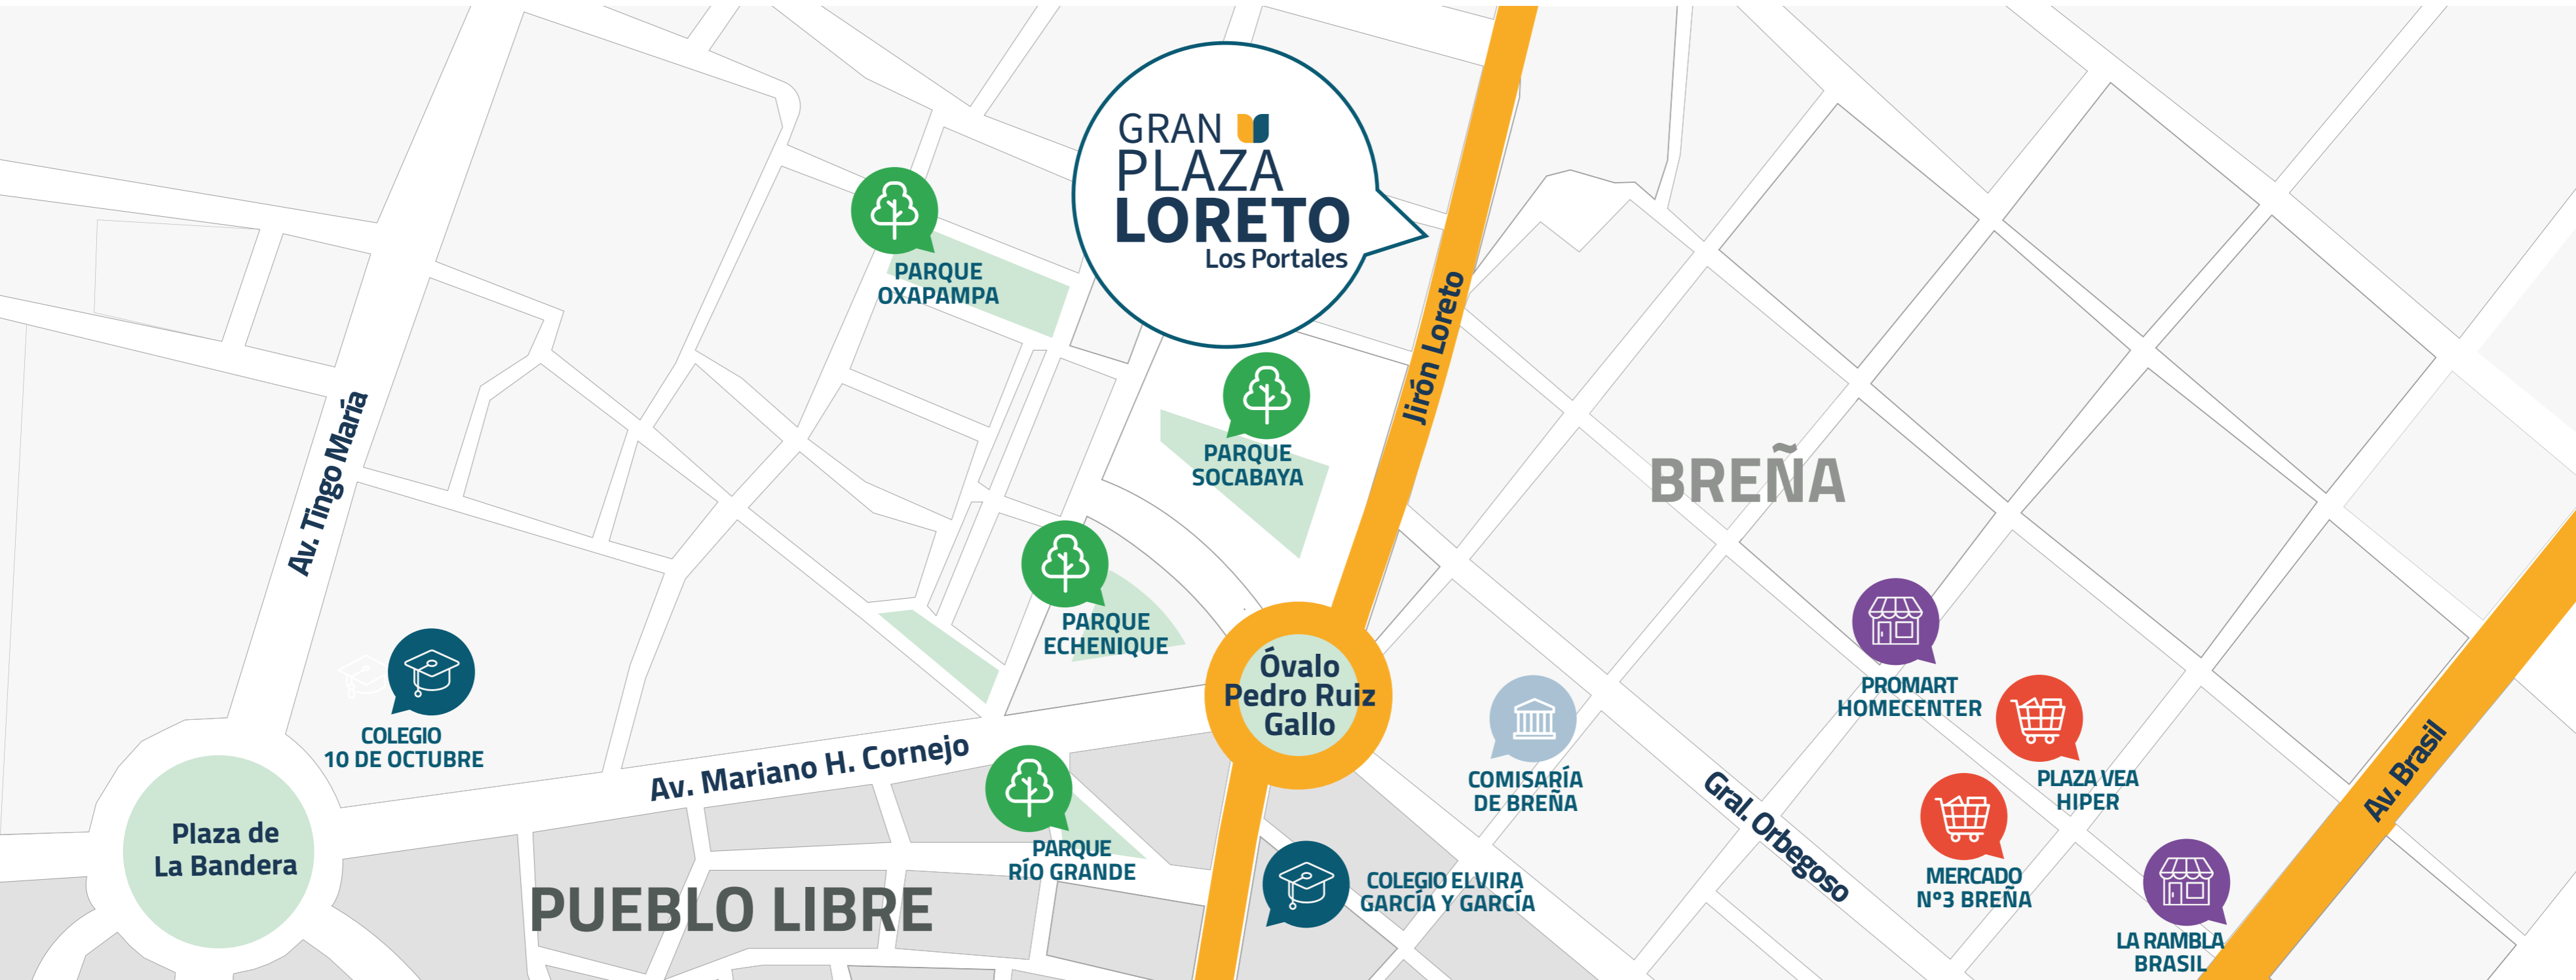 GRAN
PLAZA
LORETO
Los Portales
PARQUE
OXAPAMPA
Jirón Loreto
PARQUE
SOCABAYA
Av. Tingo María
BREÑA
PARQUE
ECHENIQUE
Óvalo
Pedro Ruiz
Gallo
COLEGIO
10 DE OCTUBRE
Av. Mariano H. Cornejo
PROMART
HOMECENTER
COMISARÍA
DE BREÑA
PLAZA VEA
HIPER
Gral. Orbegoso
Av. Brasil
Plaza de
La Bandera
PARQUE
RÍO GRANDE
PUEBLO LIBRE
COLEGIO ELVIRA
GARCÍA Y GARCÍA
MERCADO
N°3 BREÑA
LA RAMBLA
BRASIL